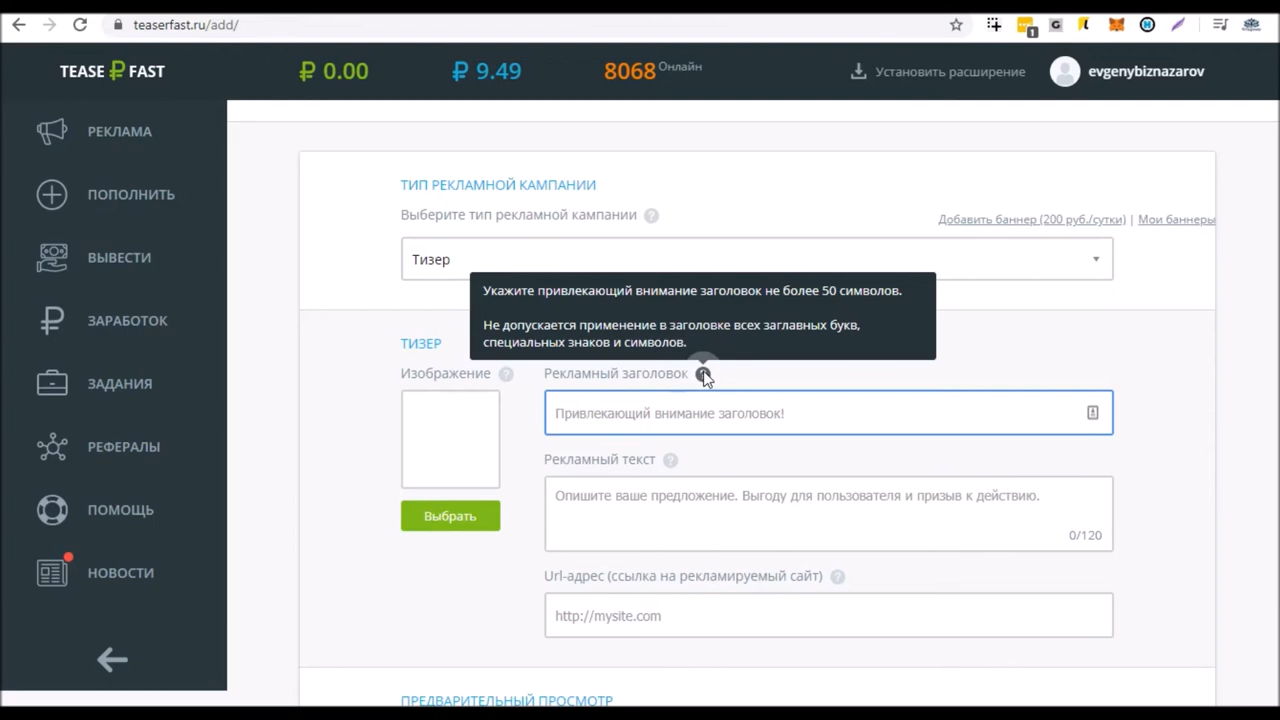 teaserfast.ru/add/
1
TEASE₽FAST
₽ 0.00
₽ 9.49
8068 Онлайн
Установить расширение
evgenybiznazarov
РЕКЛАМА
ПОПОЛНИТЬ
ВЫВЕСТИ
ЗАРАБОТОК
ЗАДАНИЯ
РЕФЕРАЛЫ
ПОМОЩЬ
НОВОСТИ
ТИП РЕКЛАМНОЙ КАМПАНИИ
Выберите тип рекламной кампании ?
Добавить баннер (200 руб./сутки) | Мои баннеры
Тизер
Укажите привлекающий внимание заголовок не более 50 символов.
Не допускается применение в заголовке всех заглавных букв,
специальных знаков и символов.
ТИЗЕР
Изображение ?
Рекламный заголовок
Привлекающий внимание заголовок!
Рекламный текст ?
Опишите ваше предложение. Выгоду для пользователя и призыв к действию.
0/120
Выбрать
Url-адрес (ссылка на рекламируемый сайт) ?
http://mysite.com
ПРЕДВАРИТЕЛЬНЫЙ ПРОСМОТР